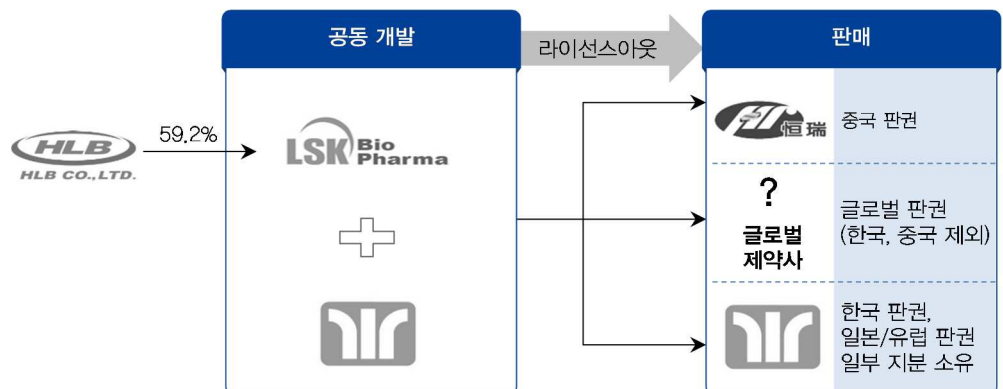 공동 개발
라이선스아웃
판매
HLB
HLB CO.,LTD.
59.2%
LSK Bio
Pharma
恒瑞
중국 판권
?
글로벌
제약사
글로벌 판권
(한국, 중국 제외)
한국 판권,
일본/유럽 판권
일부 지분 소유